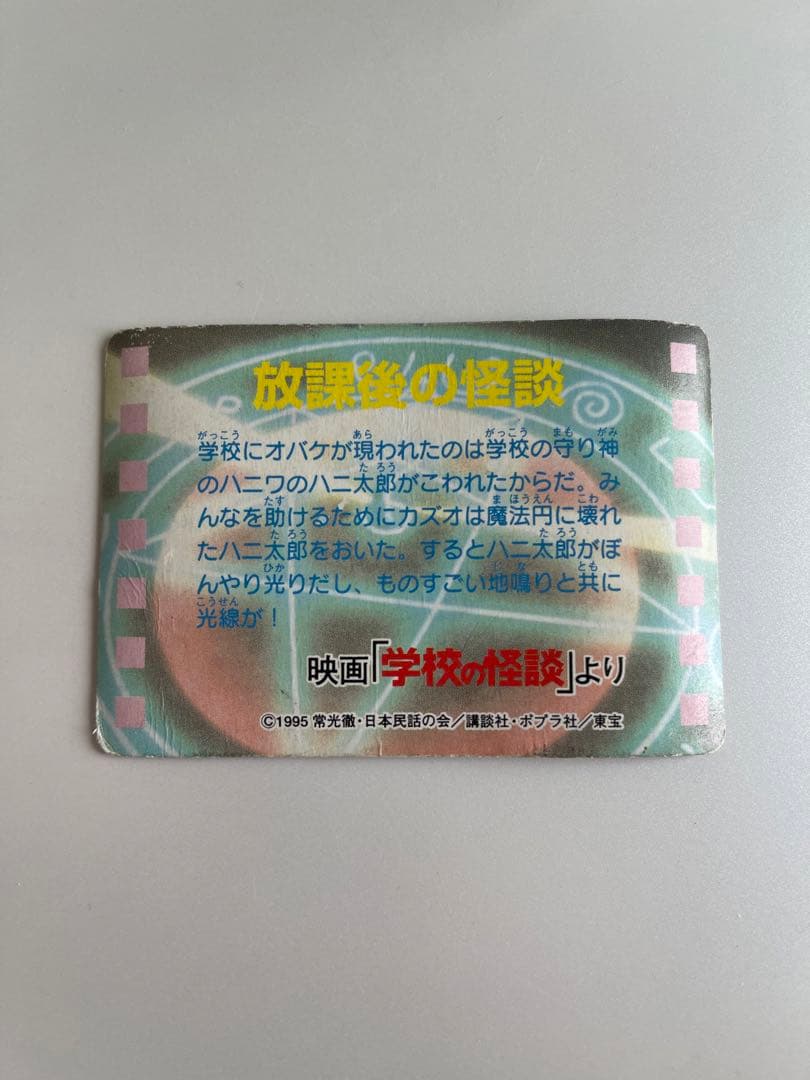 放課後の怪談
学校にオバケが現われたのは学校の守り神
のハニワのハニ太郎がこわれたからだ。み
んなを助けるためにカズオは魔法円に壊れ
たハニ太郎をおいた。するとハニ太郎がぼ
んやり光りだし、ものすごい地鳴りと共に
光線が！
映画「学校の怪談」より
©1995 常光徹・日本民話の会／講談社・ポプラ社／東宝